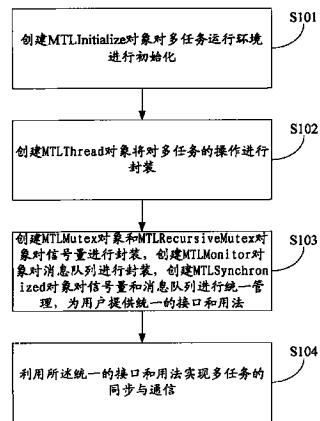 S101
创建MTLInitialize对象对多任务运行环境
进行初始化
S102
创建MTLThread对象将对多任务的操作进行
封装
S103
创建MTLMutex对象和MTLRecursiveMutex对
象对信号量进行封装，创建MTLMonitor对
象对消息队列进行封装，创建MTLSynchron
ized对象对信号量和消息队列进行统一管
理，为用户提供统一的接口和用法
S104
利用所述统一的接口和用法实现多任务的
同步与通信